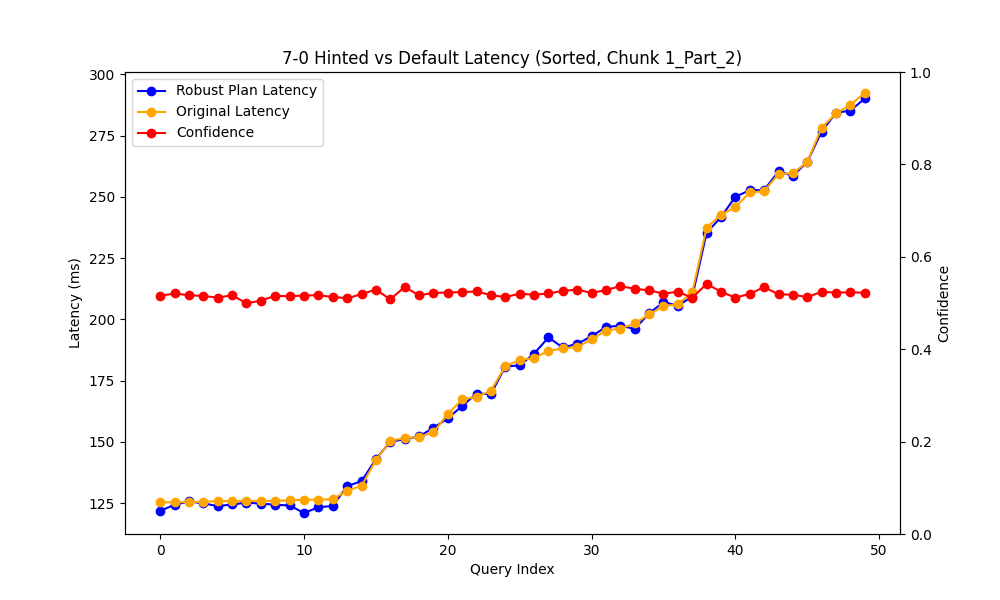 7-0 Hinted vs Default Latency (Sorted, Chunk 1_Part_2)
Robust Plan Latency
Original Latency
Confidence
Latency (ms)
300
275
250
225
200
175
150
125
1.0
0.8
0.6
0.4
0.2
0.0
Confidence
0
10
20
30
40
50
Query Index